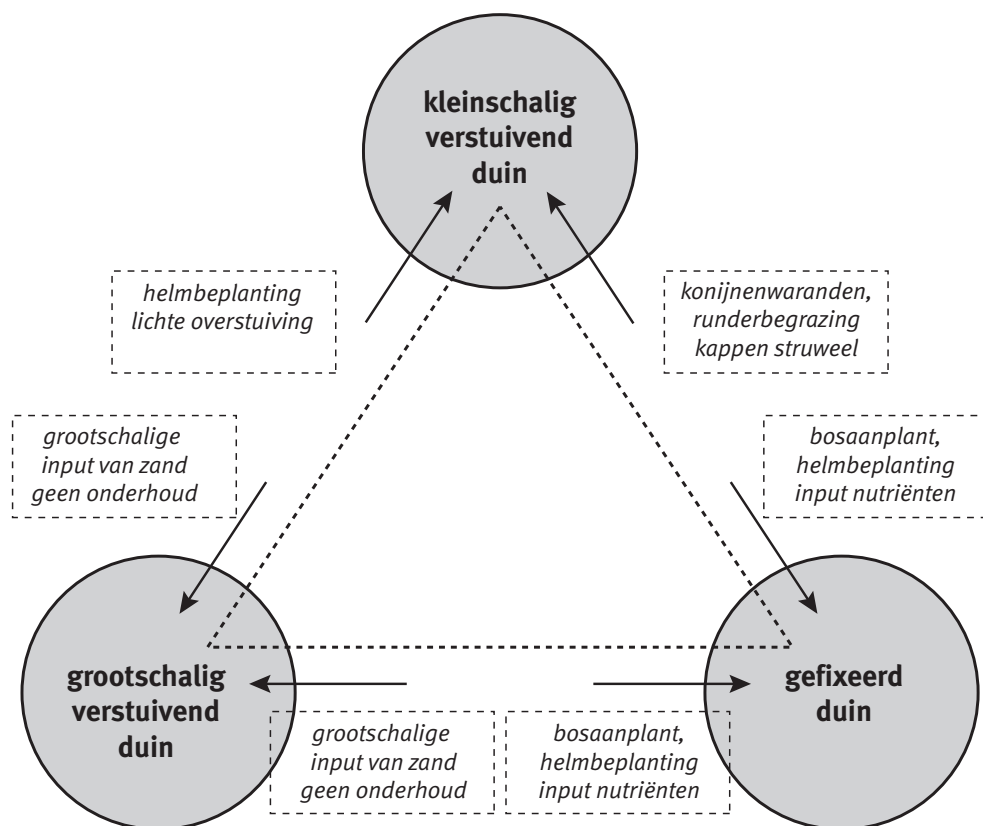 kleinschalig
verstuivend
duin
helmbeplanting
lichte overstuiving
konijnenwaranden,
runderbegrazing
kappen struweel
grootschalige
input van zand
geen onderhoud
bosaanplant,
helmbeplanting
input nutriënten
grootschalig
verstuivend
duin
gefixeerd
duin
grootschalige
input van zand
geen onderhoud
bosaanplant,
helmbeplanting
input nutriënten